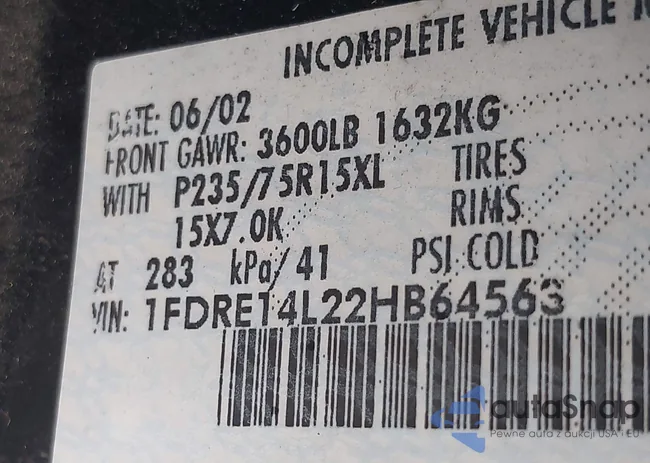 INCOMPLETE VEHICLE
DATE: 06/02
FRONT GAWR: 3600LB 1632KG
WITH P235/75R15XL TIRES
15X7.0K RIMS
AT 283 kPa/ 41 PSI COLD
VIN: 1FDRE14L22HB64563
autaSnap
Pewne auta z aukcji USA i EU